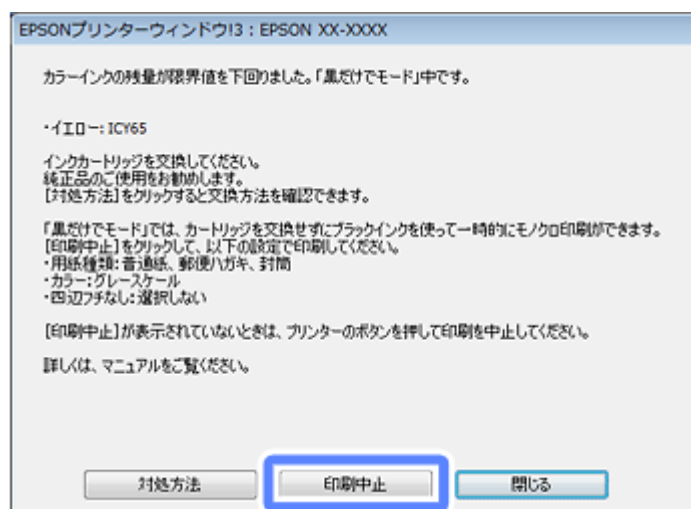 EPSONプリンターウィンドウ!3 : EPSON XX-XXXX
カラーインクの残量が限界値を下回りました。「黒だけでモード」中です。
・イエロー: ICY65
インクカートリッジを交換してください。
純正品のご使用をお勧めします。
[対処方法]をクリックすると交換方法を確認できます。
「黒だけでモード」では、カートリッジを交換せずにブラックインクを使って一時的にモノクロ印刷ができます。
[印刷中止]をクリックして、以下の設定で印刷してください。
・用紙種類: 普通紙、郵便ハガキ、封筒
・カラー: グレースケール
・四辺フチなし: 選択しない
[印刷中止]が表示されていないときは、プリンターのボタンを押して印刷を中止してください。
詳しくは、マニュアルをご覧ください。
対処方法
印刷中止
閉じる